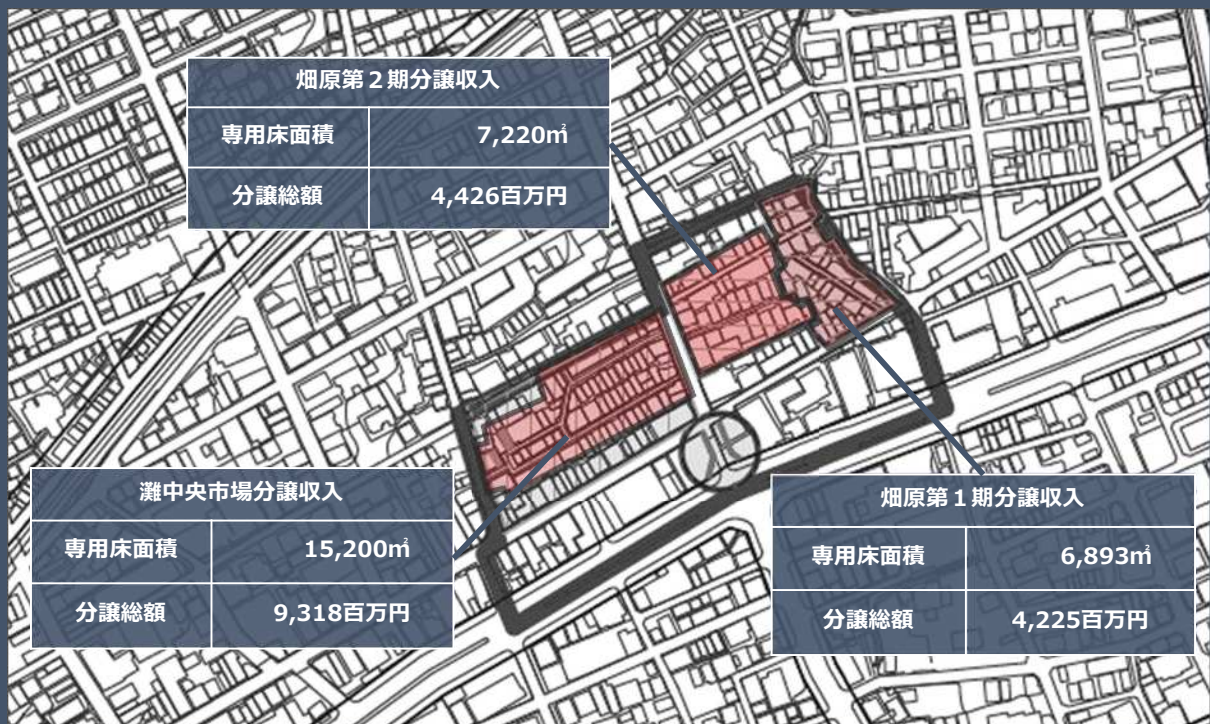 畑原第２期分譲収入
専用床面積 7,220㎡
分譲総額 4,426百万円
灘中央市場分譲収入
専用床面積 15,200㎡
分譲総額 9,318百万円
畑原第１期分譲収入
専用床面積 6,893㎡
分譲総額 4,225百万円